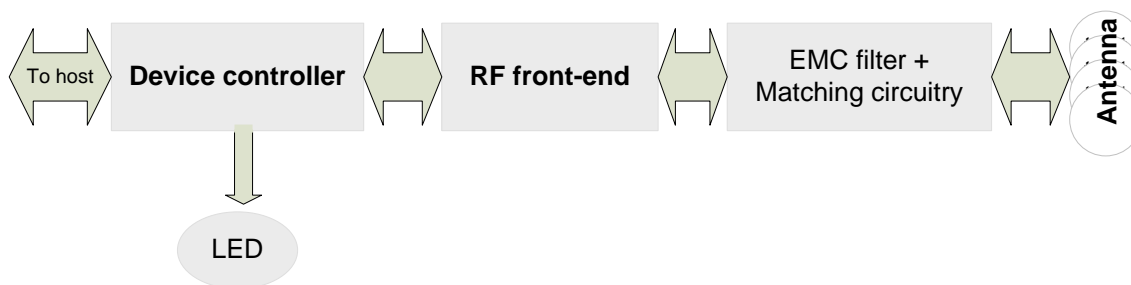 To host
Device controller
RF front-end
EMC filter +
Matching circuitry
Antenna
LED